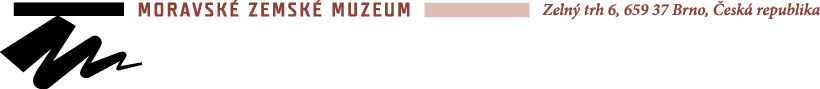 MORAVSKÉ ZEMSKÉ MUZEUM Zelný trh 6, 659 37 Brno, Česká republika